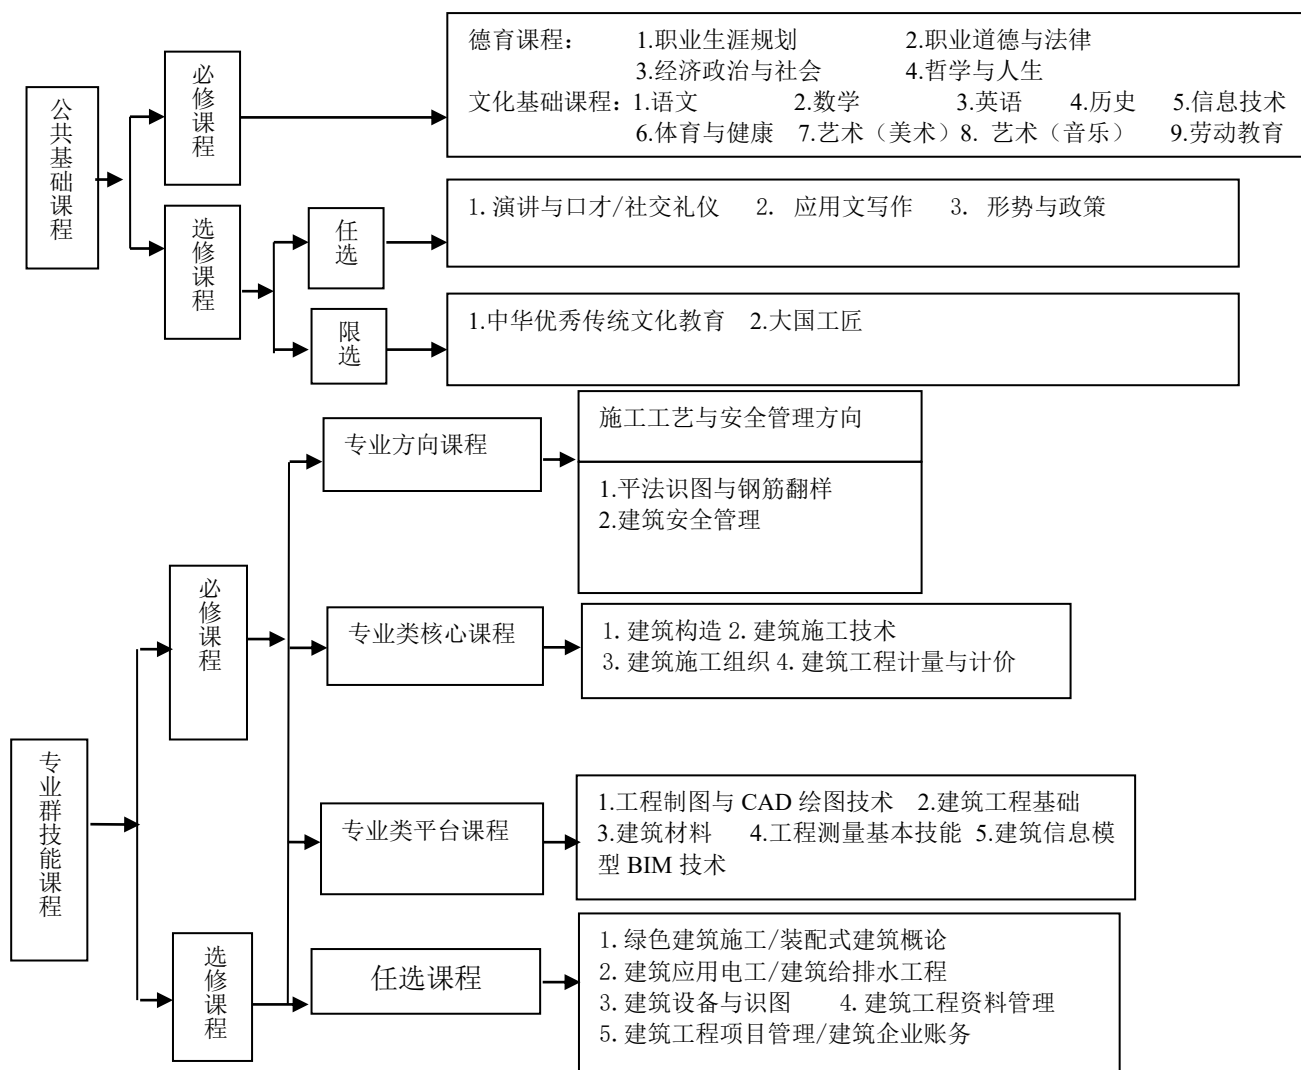 公共基础课程
必修课程
德育课程： 1.职业生涯规划 2.职业道德与法律
3.经济政治与社会 4.哲学与人生
文化基础课程：1.语文 2.数学 3.英语 4.历史 5.信息技术
6.体育与健康 7.艺术（美术）8. 艺术（音乐） 9.劳动教育
选修课程
任选
1. 演讲与口才/社交礼仪 2. 应用文写作 3. 形势与政策
限选
1.中华优秀传统文化教育 2.大国工匠
专业群技能课程
必修课程
专业方向课程
施工工艺与安全管理方向
1.平法识图与钢筋翻样
2.建筑安全管理
专业类核心课程
1. 建筑构造 2. 建筑施工技术
3. 建筑施工组织 4. 建筑工程计量与计价
专业类平台课程
1.工程制图与 CAD 绘图技术 2.建筑工程基础
3.建筑材料 4.工程测量基本技能 5.建筑信息模
型 BIM 技术
选修课程
任选课程
1. 绿色建筑施工/装配式建筑概论
2. 建筑应用电工/建筑给排水工程
3. 建筑设备与识图 4. 建筑工程资料管理
5. 建筑工程项目管理/建筑企业账务